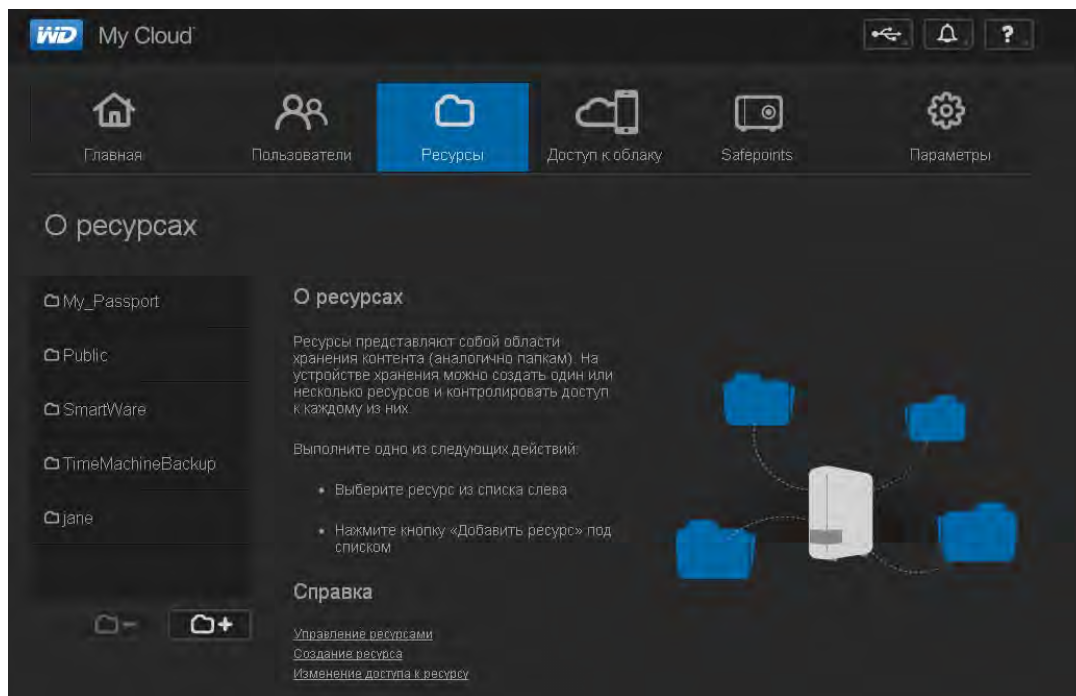 WD My Cloud
?
Главная
Пользователи
Ресурсы
Доступ к облаку
Safepoints
Параметры
О ресурсах
My_Passport
Public
SmartWare
TimeMachineBackup
jane
О ресурсах
Ресурсы представляют собой области
хранения контента (аналогично папкам). На
устройстве хранения можно создать один или
несколько ресурсов и контролировать доступ
к каждому из них.
Выполните одно из следующих действий:
• Выберите ресурс из списка слева
• Нажмите кнопку «Добавить ресурс» под
списком
Справка
Управление ресурсами
Создание ресурса
Изменение доступа к ресурсу